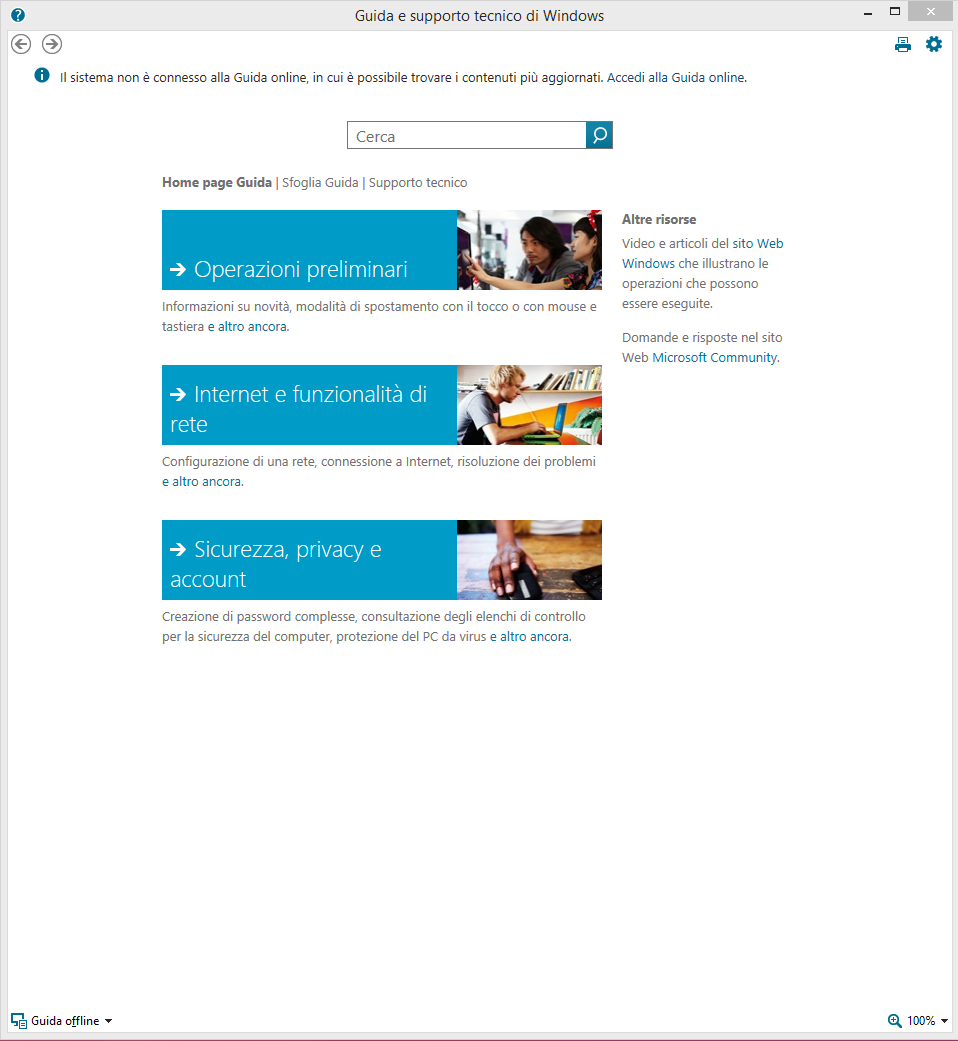 Guida e supporto tecnico di Windows
Il sistema non è connesso alla Guida online, in cui è possibile trovare i contenuti più aggiornati. Accedi alla Guida online.
Cerca
Home page Guida | Sfoglia Guida | Supporto tecnico
Operazioni preliminari
Informazioni su novità, modalità di spostamento con il tocco o con mouse e
tastiera e altro ancora.
Internet e funzionalità di
rete
Configurazione di una rete, connessione a Internet, risoluzione dei problemi
e altro ancora.
Sicurezza, privacy e
account
Creazione di password complesse, consultazione degli elenchi di controllo
per la sicurezza del computer, protezione del PC da virus e altro ancora.
Altre risorse
Video e articoli del sito Web
Windows che illustrano le
operazioni che possono
essere eseguite.
Domande e risposte nel sito
Web Microsoft Community.
Guida offline
100%